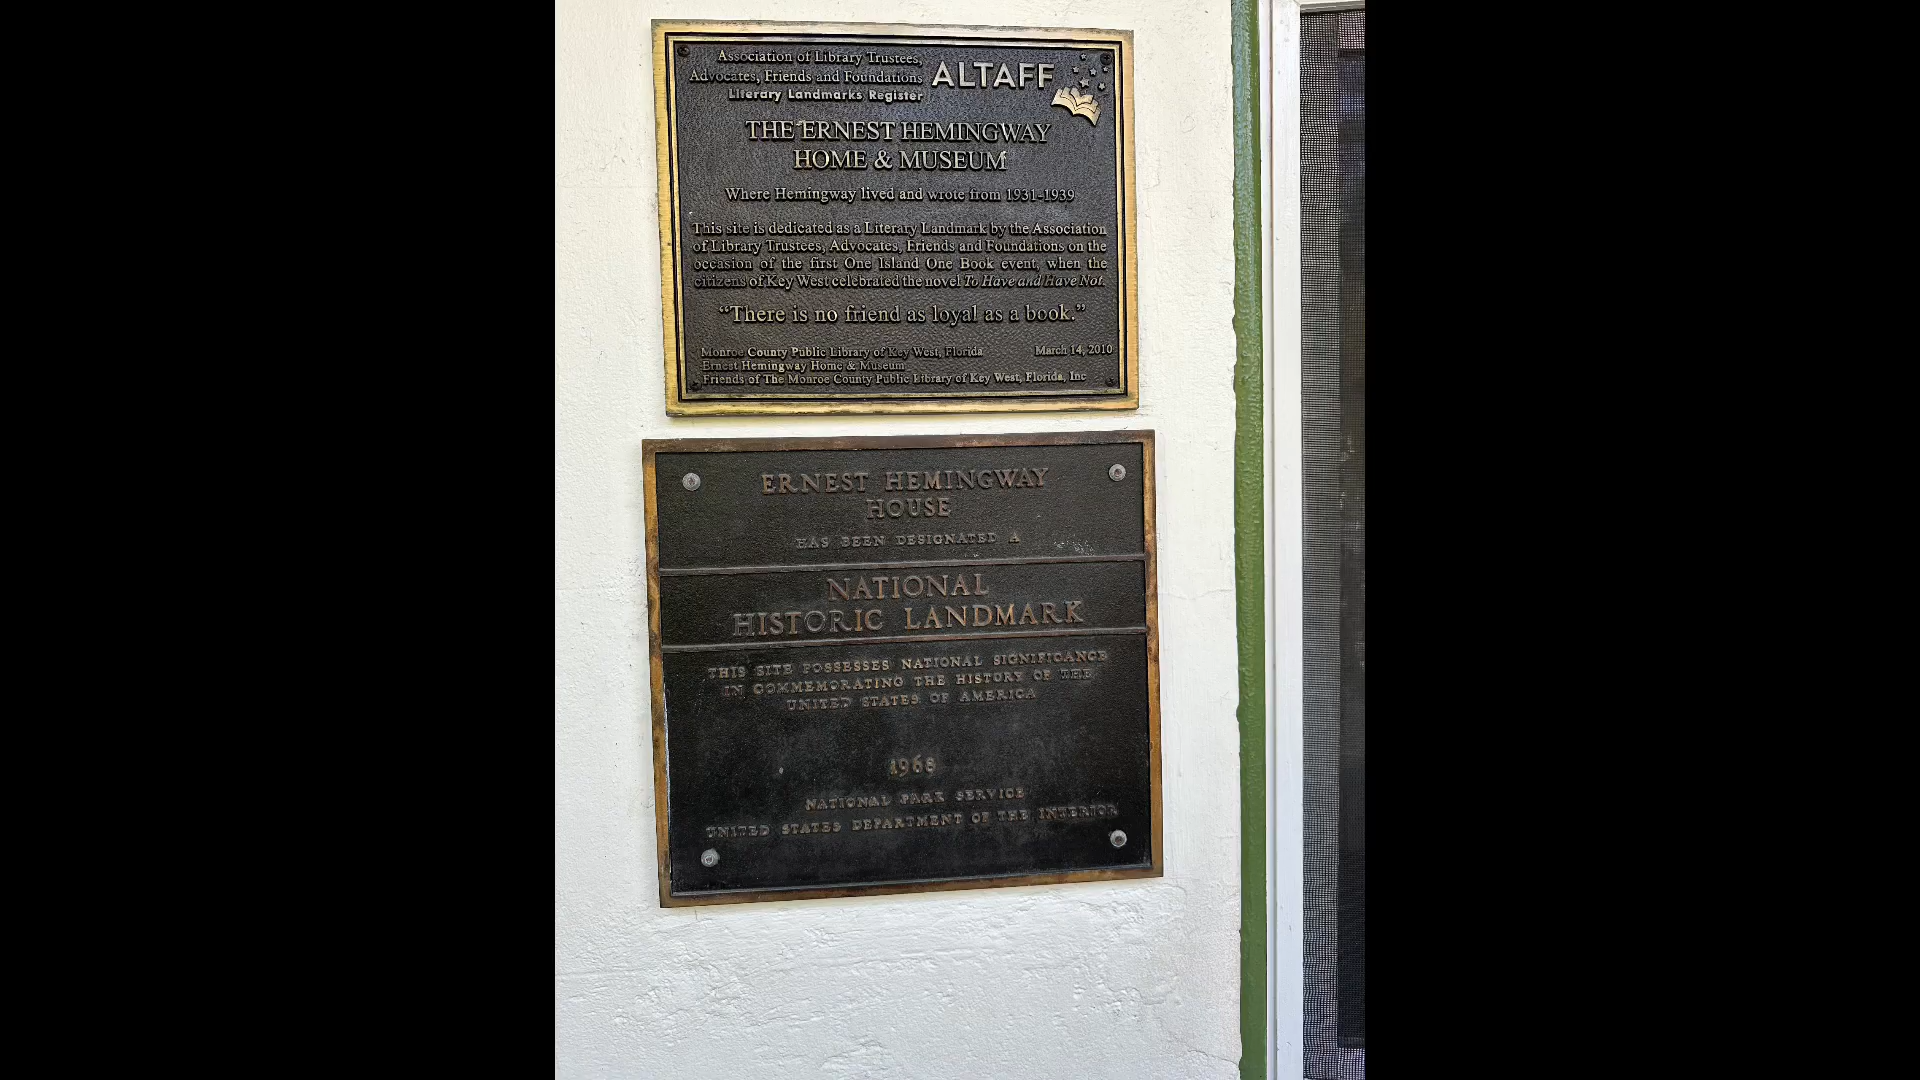 Association of Library Trustees,
Advocates, Friends and Foundations
Literary Landmarks Register
ALTAFF
THE ERNEST HEMINGWAY
HOME & MUSEUM
Where Hemingway lived and wrote from 1931-1939
This site is dedicated as a Literary Landmark by the Association
of Library Trustees, Advocates, Friends and Foundations on the
occasion of the first One Island One Book event, when the
citizens of Key West celebrated the novel To Have and Have Not.
“There is no friend as loyal as a book.”
Monroe County Public Library of Key West, Florida March 14, 2010
Ernest Hemingway Home & Museum
Friends of The Monroe County Public Library of Key West, Florida, Inc
ERNEST HEMINGWAY
HOUSE
HAS BEEN DESIGNATED A
NATIONAL
HISTORIC LANDMARK
THIS SITE POSSESSES NATIONAL SIGNIFICANCE
IN COMMEMORATING THE HISTORY OF THE
UNITED STATES OF AMERICA
1968
NATIONAL PARK SERVICE
UNITED STATES DEPARTMENT OF THE INTERIOR